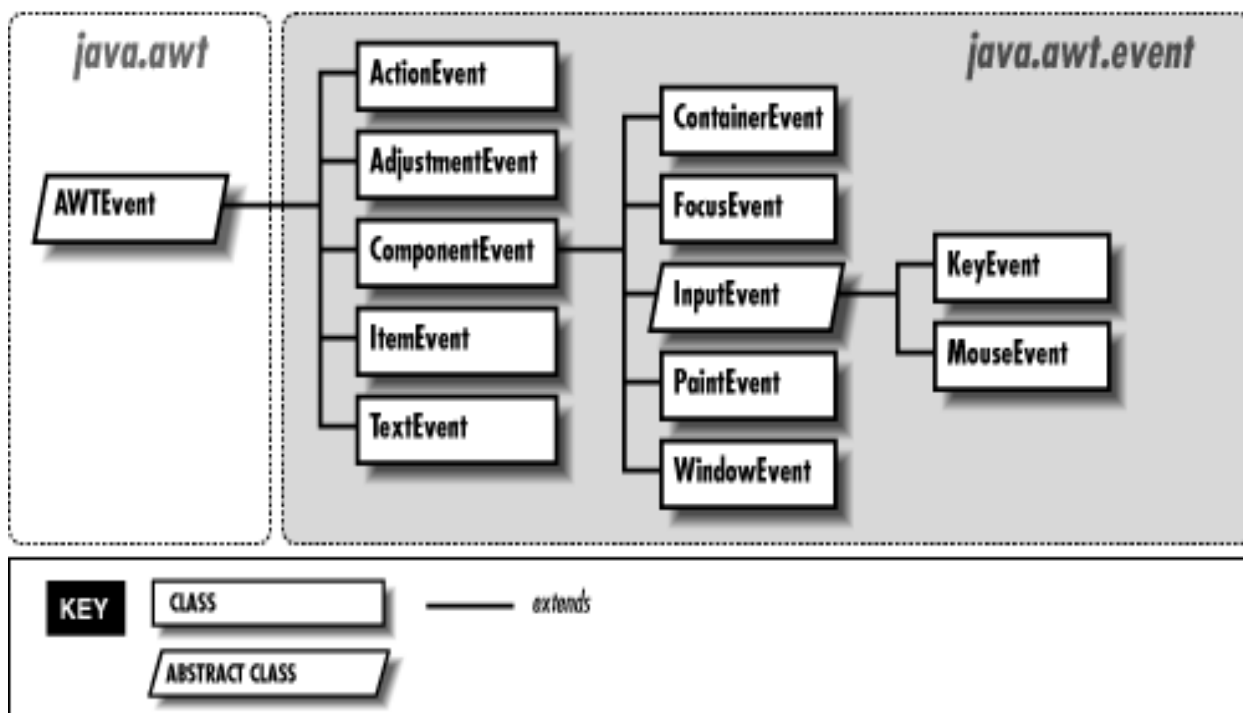 java.awt
java.awt.event
AWTEvent
ActionEvent
AdjustmentEvent
ComponentEvent
ItemEvent
TextEvent
ContainerEvent
FocusEvent
InputEvent
PaintEvent
WindowEvent
KeyEvent
MouseEvent
KEY
CLASS
extends
ABSTRACT CLASS